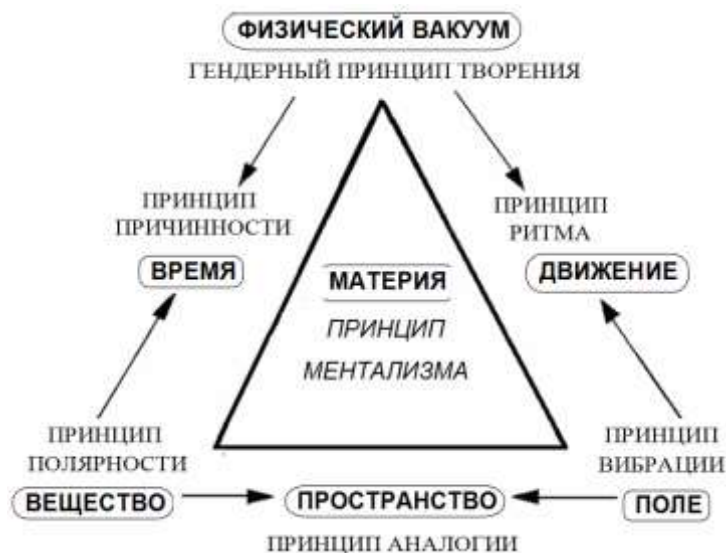 ФИЗИЧЕСКИЙ ВАКУУМ
ГЕНДЕРНЫЙ ПРИНЦИП ТВОРЕНИЯ
ПРИНЦИП
ПРИЧИННОСТИ
ВРЕМЯ
ПРИНЦИП
РИТМА
ДВИЖЕНИЕ
МАТЕРИЯ
ПРИНЦИП
МЕНТАЛИЗМА
ПРИНЦИП
ПОЛЯРНОСТИ
ВЕЩЕСТВО
ПРОСТРАНСТВО
ПРИНЦИП АНАЛОГИИ
ПРИНЦИП
ВИБРАЦИИ
ПОЛЕ